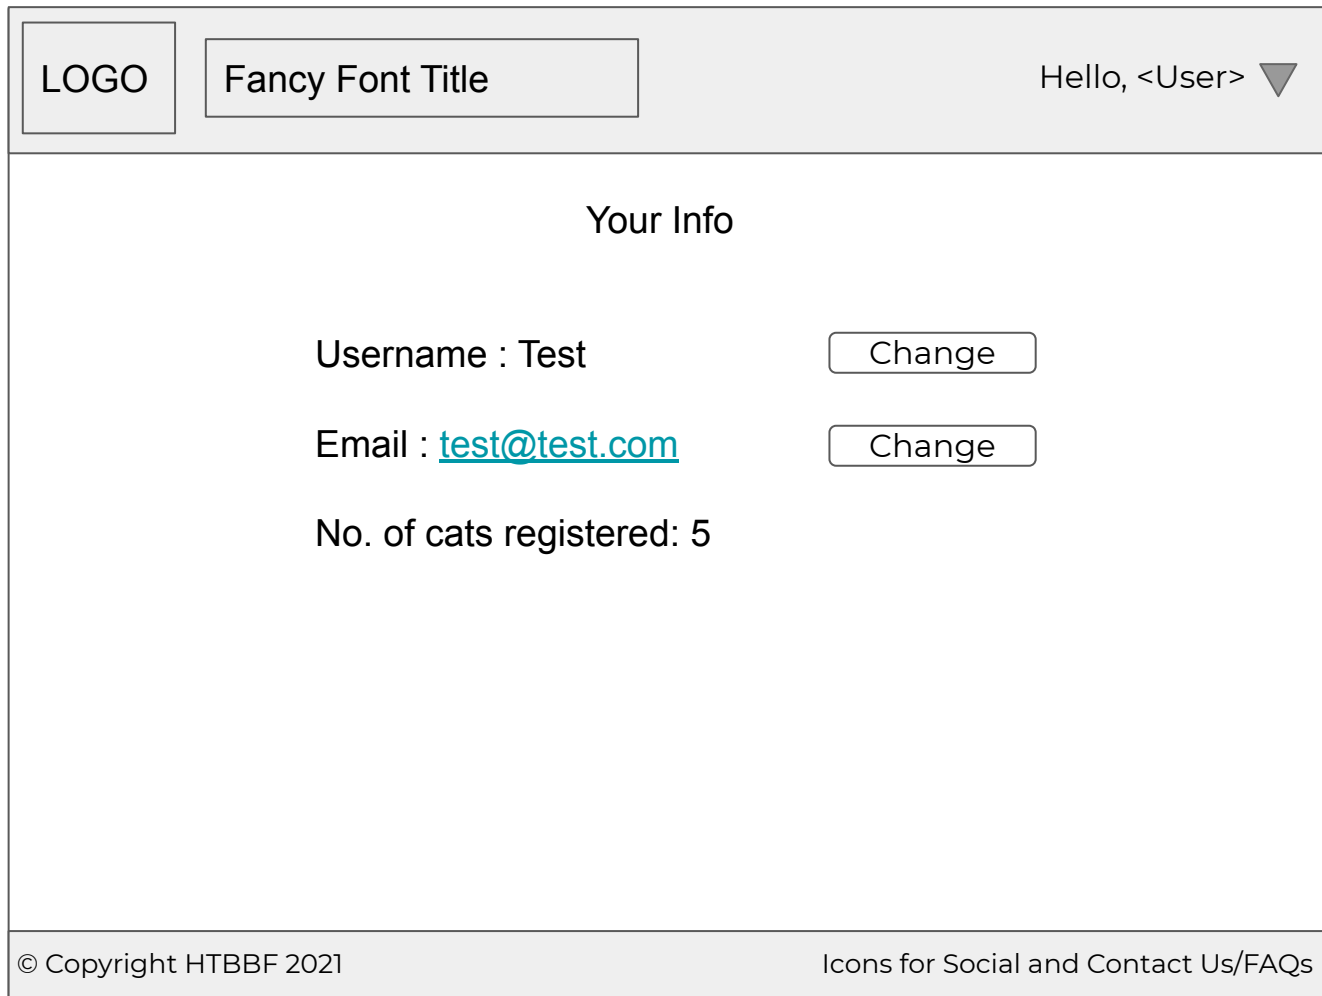 LOGO
Fancy Font Title
Hello, <User>
Your Info
Username : Test
Change
Email : test@test.com
Change
No. of cats registered: 5
© Copyright HTBBF 2021
Icons for Social and Contact Us/FAQs